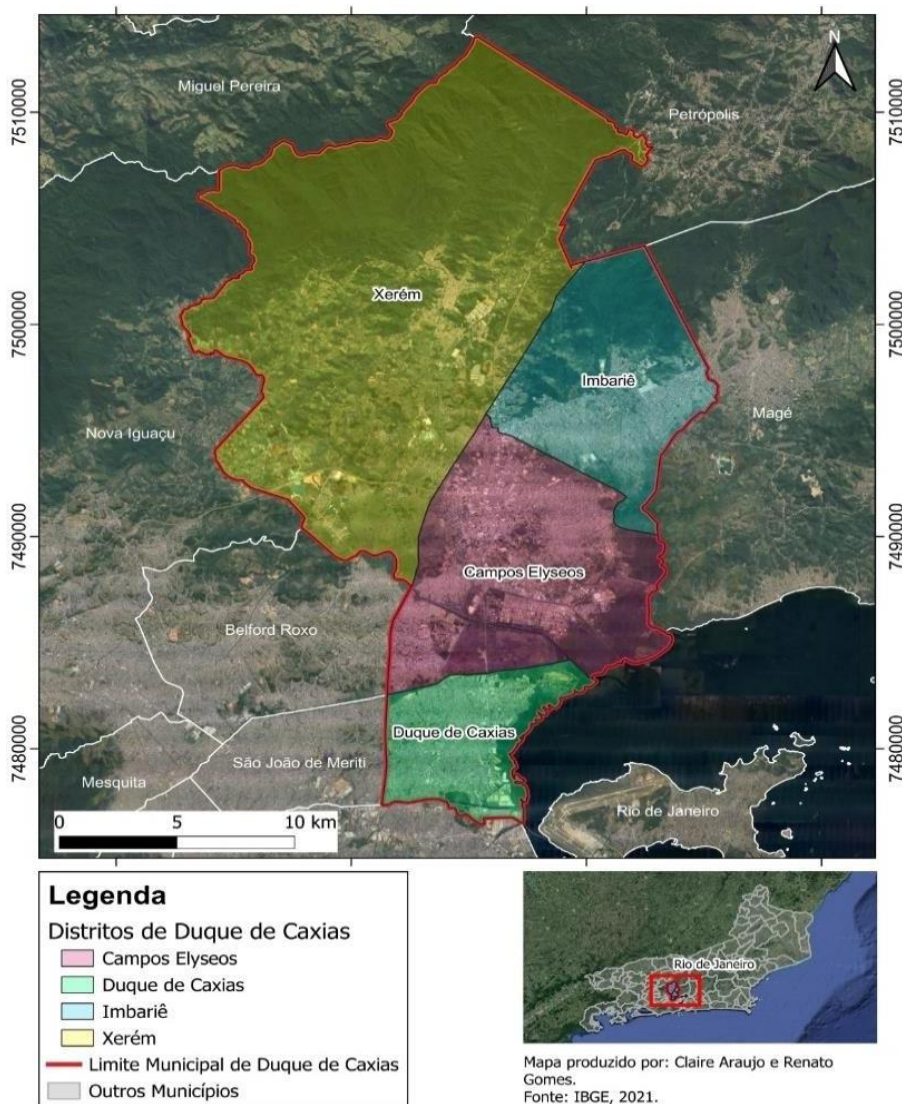 N
Miguel Pereira
Petrópolis
7510000
7510000
Xerém
7500000
7500000
Imbariê
Magé
Nova Iguaçu
7490000
7490000
Campos Elyseos
Belford Roxo
Duque de Caxias
7480000
7480000
São João de Meriti
Mesquita
Rio de Janeiro
0 5 10 km
Legenda
Distritos de Duque de Caxias
Campos Elyseos
Duque de Caxias
Imbariê
Xerém
Limite Municipal de Duque de Caxias
Outros Municípios
Rio de Janeiro
Mapa produzido por: Claire Araujo e Renato
Gomes.
Fonte: IBGE, 2021.